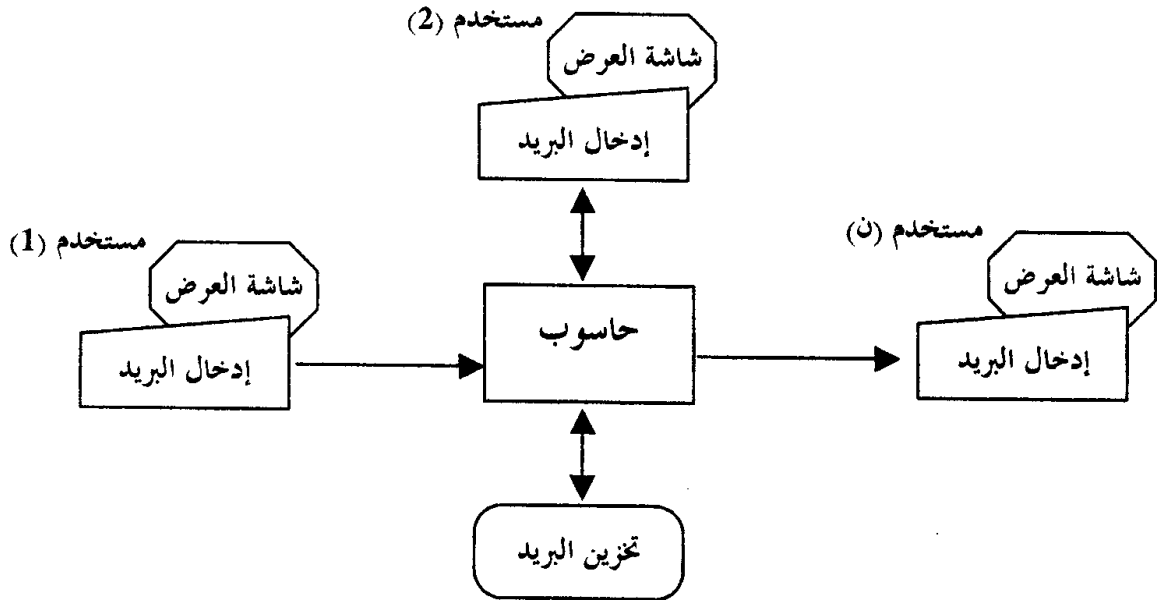 مستخدم (2)
شاشة العرض
إدخال البريد
مستخدم (ن)
شاشة العرض
إدخال البريد
مستخدم (1)
شاشة العرض
إدخال البريد
حاسوب
تخزين البريد